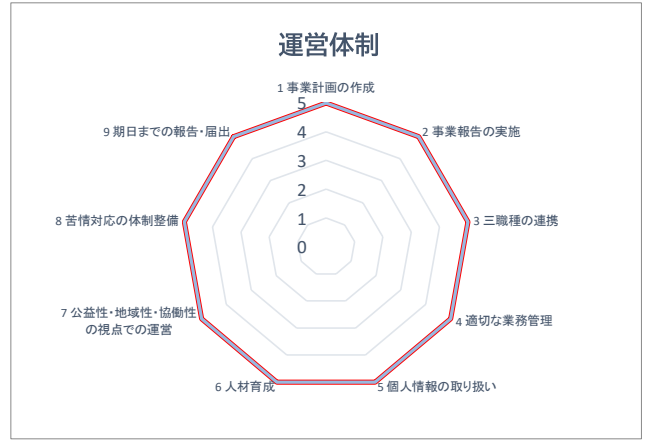 運営体制
1 事業計画の作成
5
4
3
2
1
0
2 事業報告の実施
3 三職種の連携
4 適切な業務管理
5 個人情報の取り扱い
6 人材育成
7 公益性・地域性・協働性
の視点での運営
8 苦情対応の体制整備
9 期日までの報告・届出